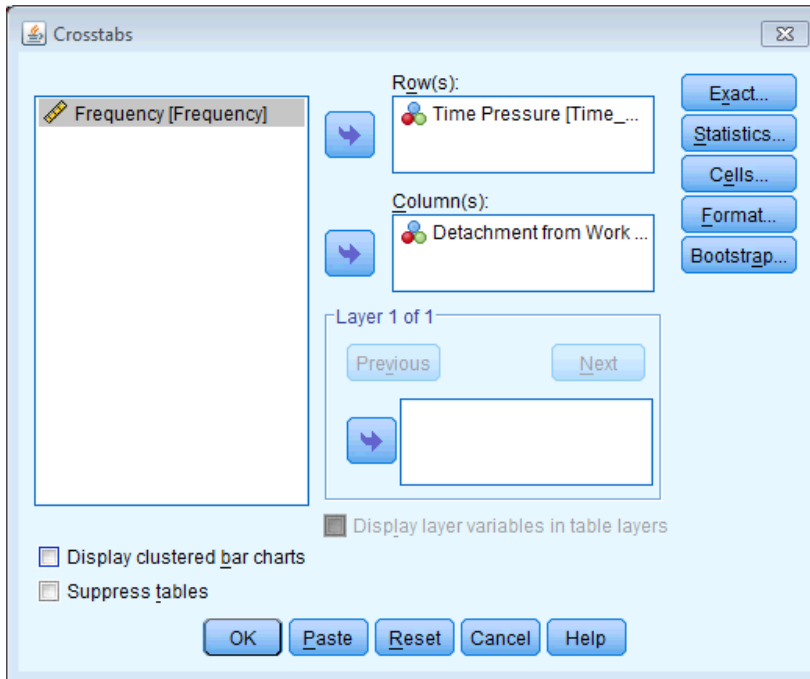 Crosstabs
Frequency [Frequency]
Row(s):
Time Pressure [Time_...
Column(s):
Detachment from Work ...
Layer 1 of 1
Previous
Next
Display layer variables in table layers
Exact...
Statistics...
Cells...
Format...
Bootstrap...
Display clustered bar charts
Suppress tables
OK Paste Reset Cancel Help